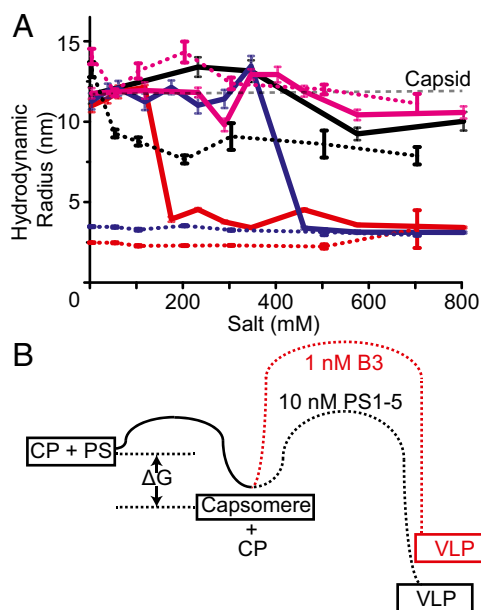 A
Hydrodynamic
Radius (nm)
15
10
5
0
Capsid
200
400
600
800
Salt (mM)
B
1 nM B3
10 nM PS1-5
CP + PS
ΔG
Capsomere
+
CP
VLP
VLP